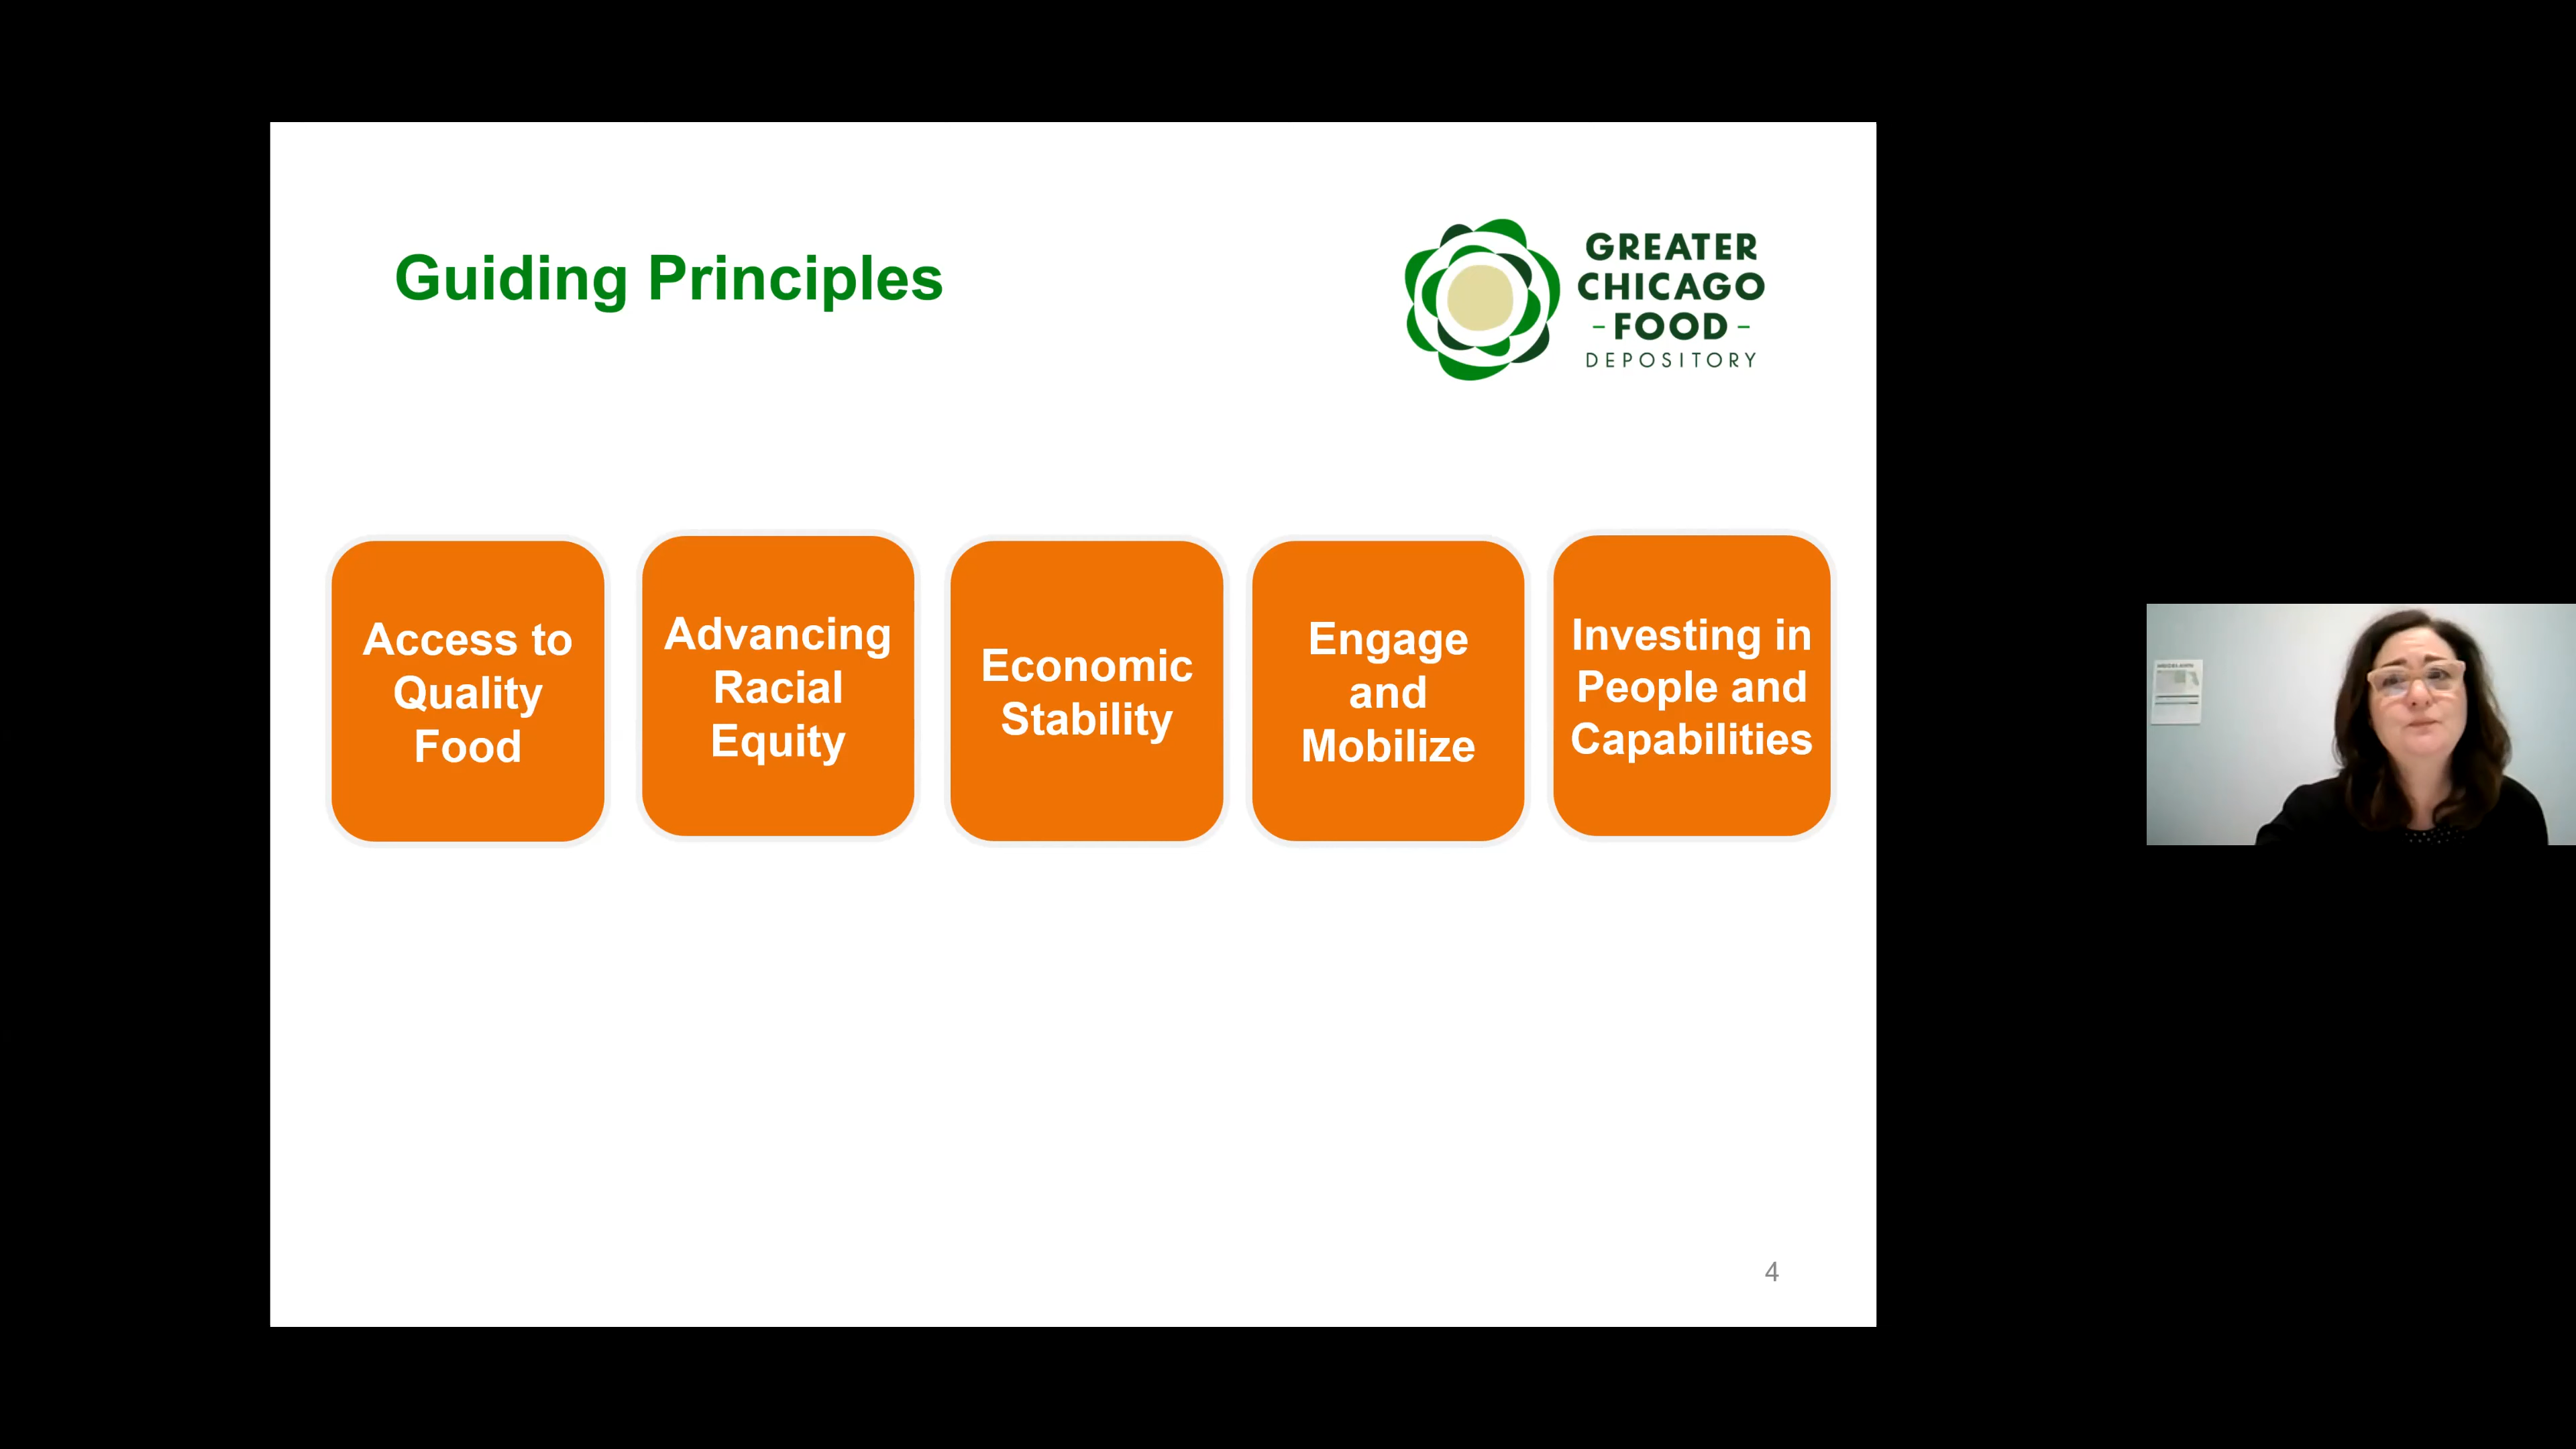 Guiding Principles
GREATER
CHICAGO
- FOOD -
DEPOSITORY
Access to
Quality
Food
Advancing
Racial
Equity
Economic
Stability
Engage
and
Mobilize
Investing in
People and
Capabilities
4